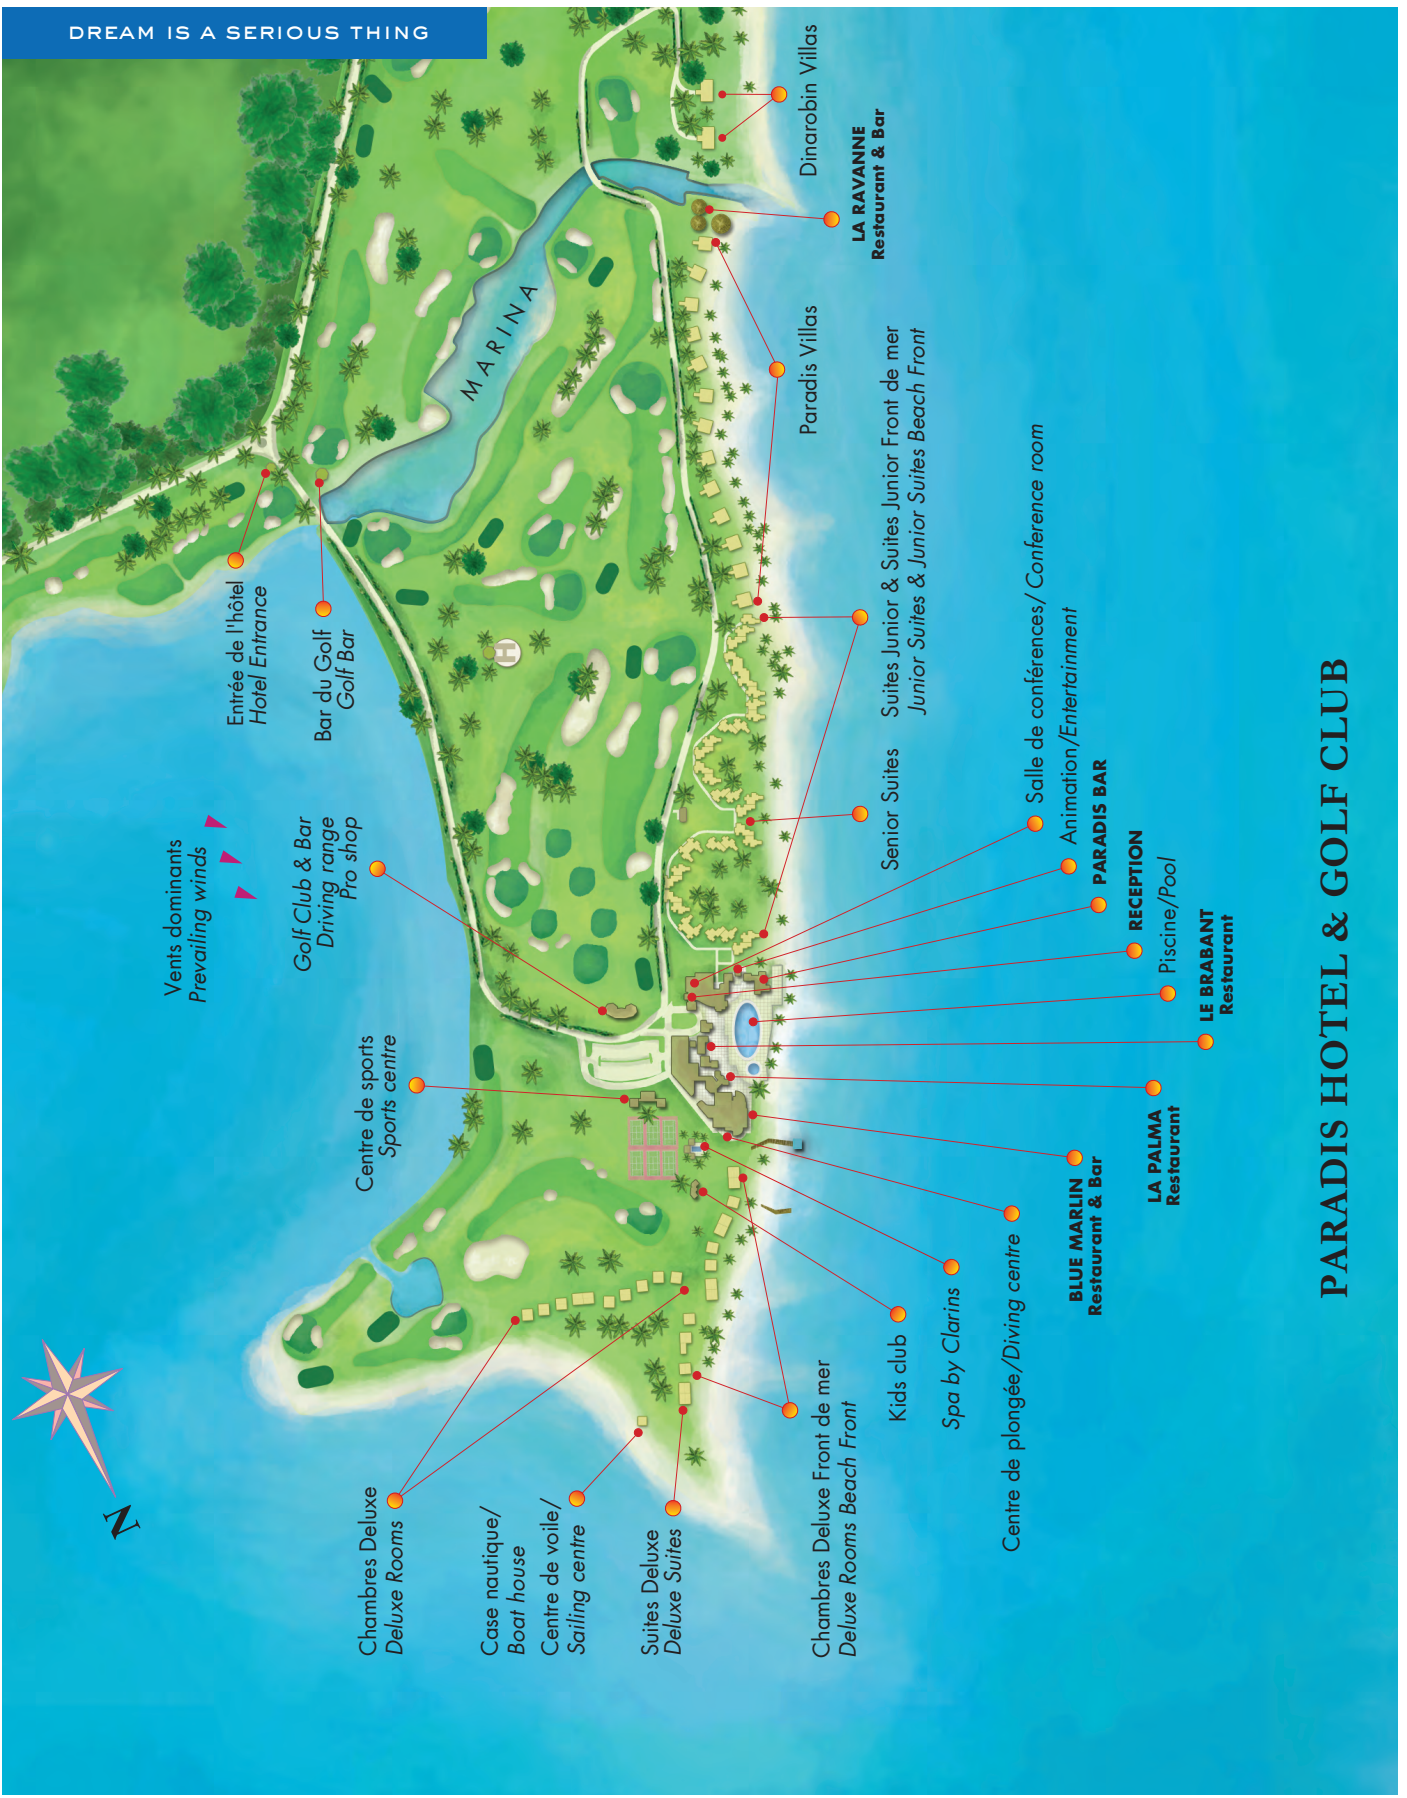 DREAM IS A SERIOUS THING
PARADIS HOTEL & GOLF CLUB
N
Vents dominants
Prevailing winds
Entrée de l'hôtel
Hotel Entrance
Bar du Golf
Golf Bar
Golf Club & Bar
Driving range
Pro shop
Centre de sports
Sports centre
MARINA
H
Chambres Deluxe
Deluxe Rooms
Case nautique/
Boat house
Centre de voile/
Sailing centre
Suites Deluxe
Deluxe Suites
Chambres Deluxe Front de mer
Deluxe Rooms Beach Front
Kids club
Spa by Clarins
Centre de plongée/Diving centre
BLUE MARLIN
Restaurant & Bar
LA PALMA
Restaurant
LE BRABANT
Restaurant
Piscine/Pool
RECEPTION
PARADIS BAR
Animation/Entertainment
Salle de conférences/Conference room
Senior Suites
Suites Junior & Suites Junior Front de mer
Junior Suites & Junior Suites Beach Front
Paradis Villas
LA RAVANNE
Restaurant & Bar
Dinarobin Villas